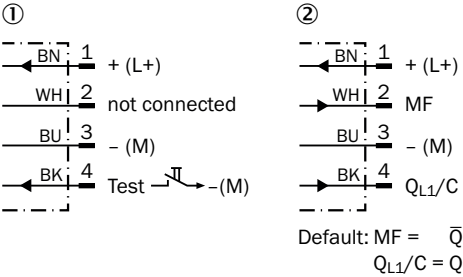 ①
BN 1 + (L+)
WH 2 not connected
BU 3 – (M)
BK 4 Test –(M)
②
BN 1 + (L+)
WH 2 MF
BU 3 – (M)
BK 4 QL1/C
Default: MF = Q̅
QL1/C = Q